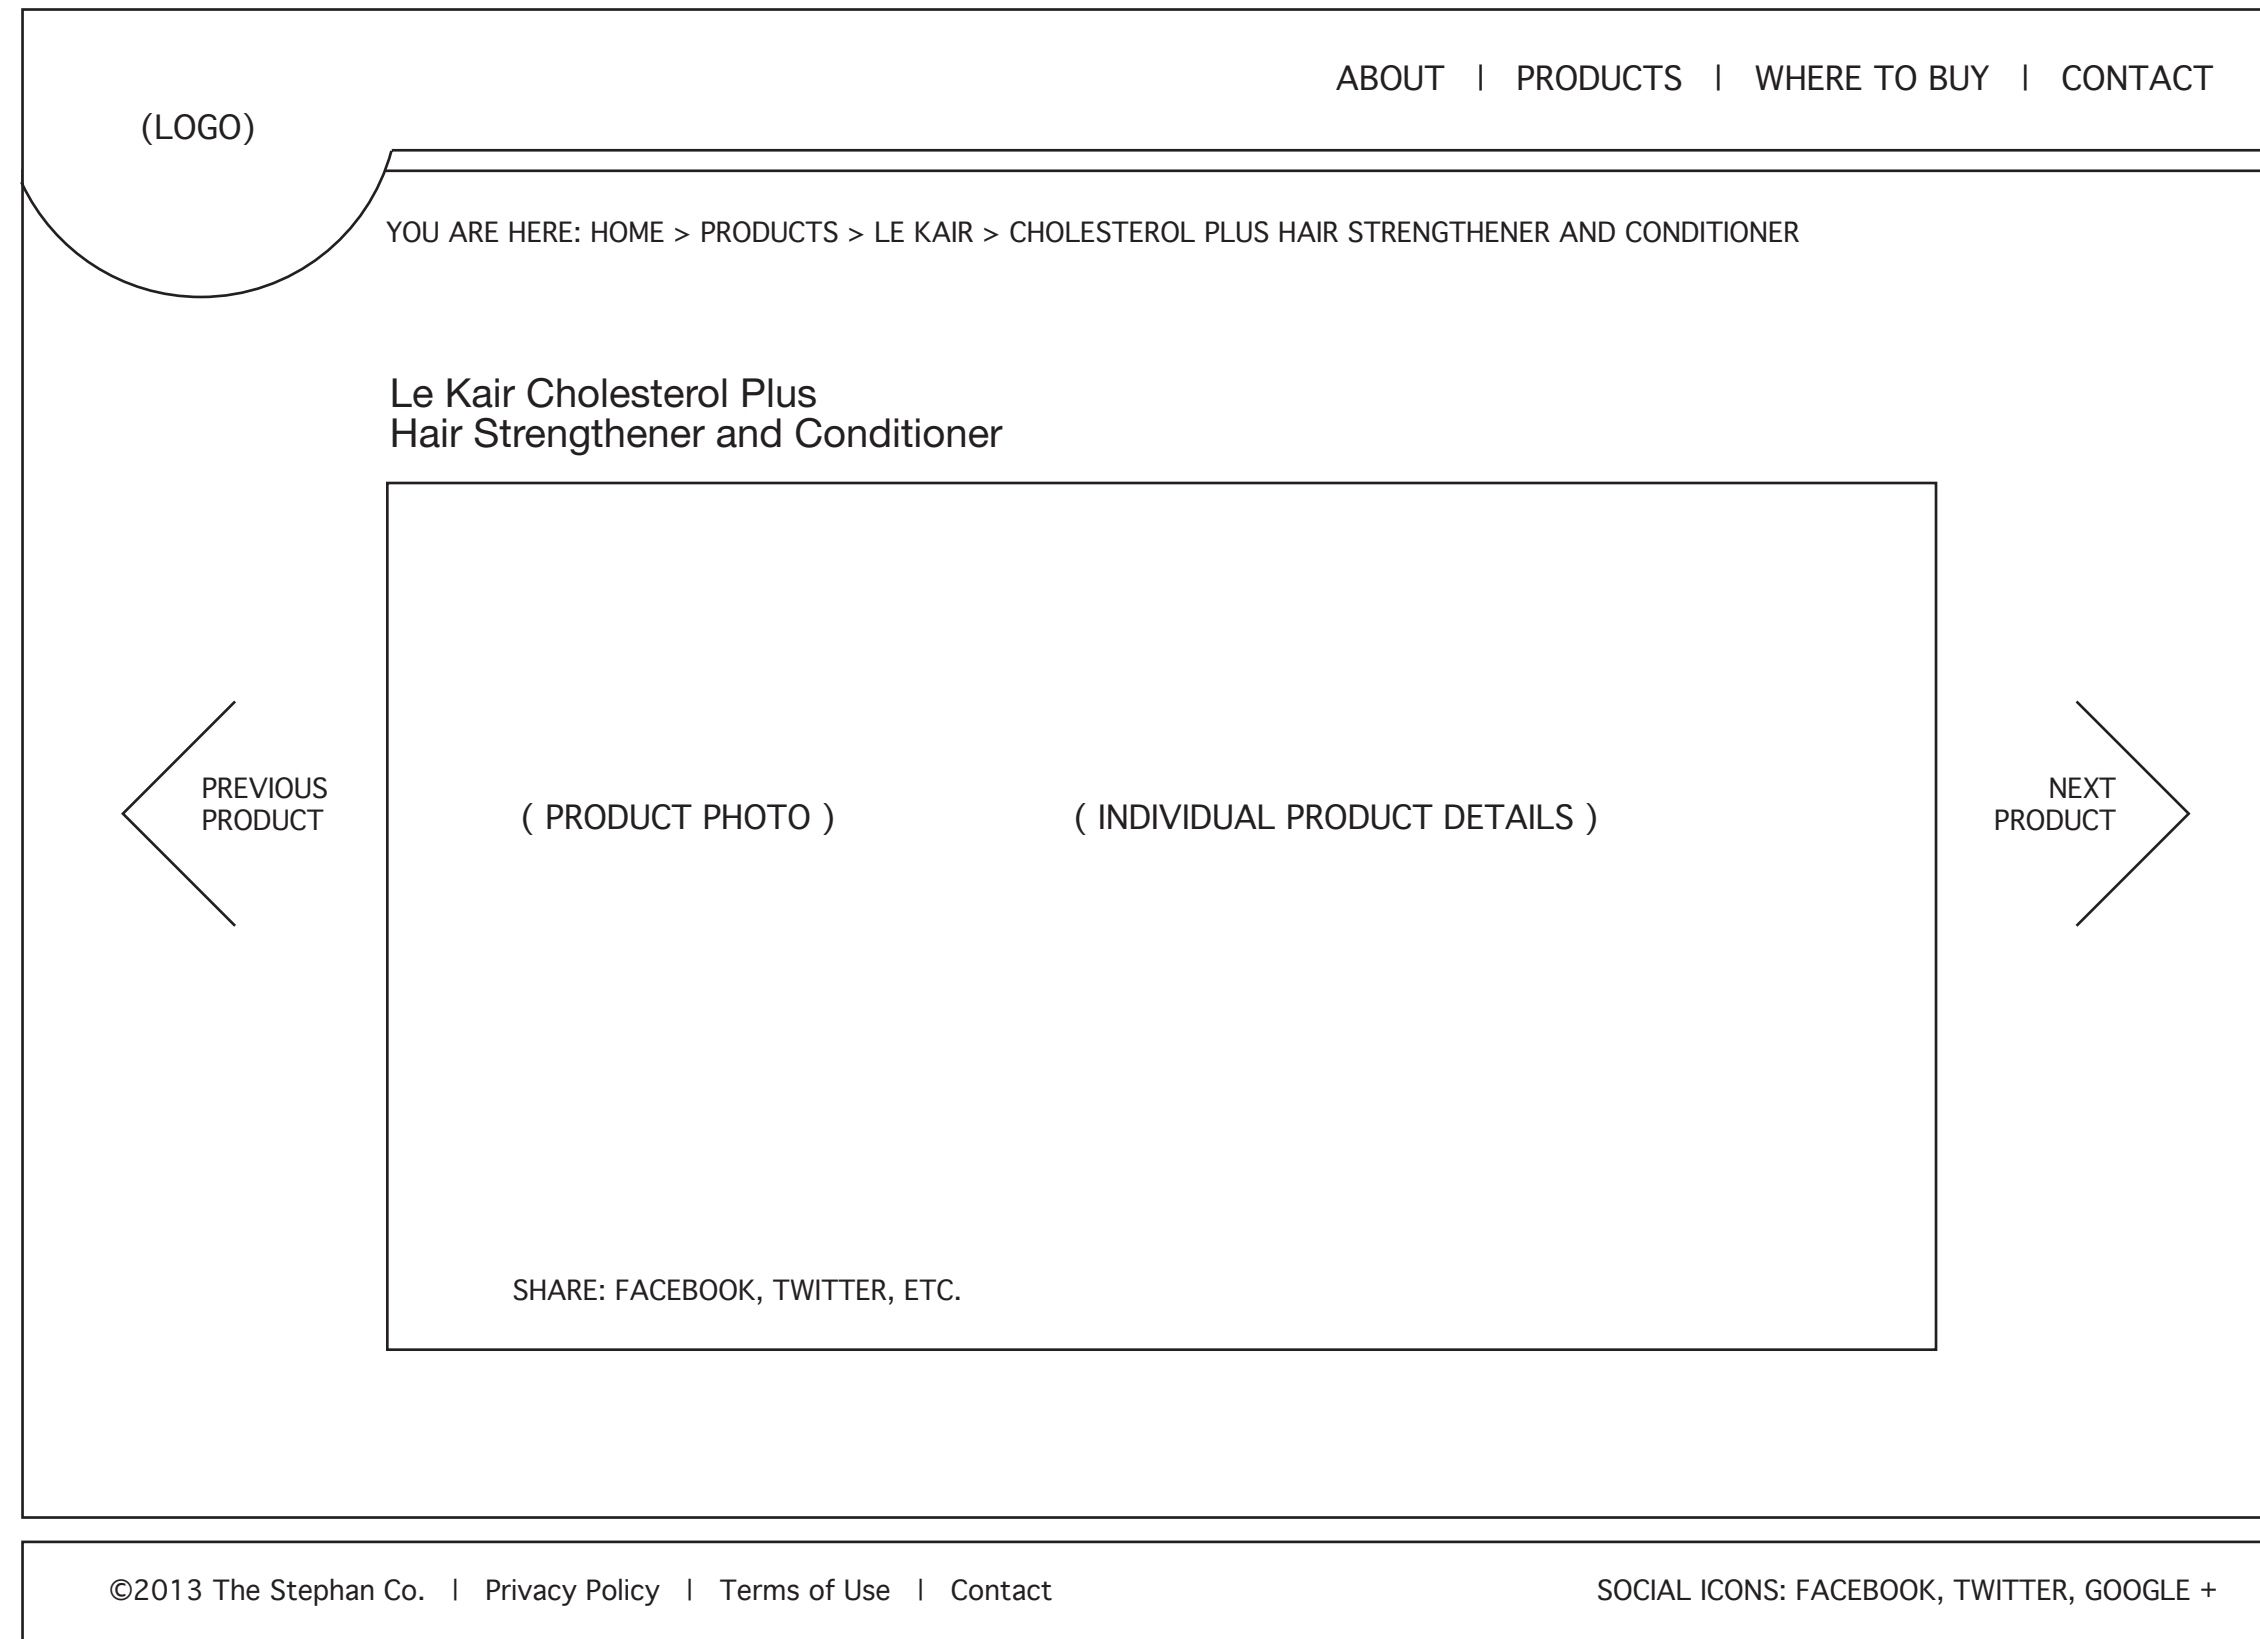 ABOUT | PRODUCTS | WHERE TO BUY | CONTACT
(LOGO)
YOU ARE HERE: HOME > PRODUCTS > LE KAIR > CHOLESTEROL PLUS HAIR STRENGTHENER AND CONDITIONER
Le Kair Cholesterol Plus
Hair Strengthener and Conditioner
PREVIOUS
PRODUCT
( PRODUCT PHOTO )
( INDIVIDUAL PRODUCT DETAILS )
NEXT
PRODUCT
SHARE: FACEBOOK, TWITTER, ETC.
©2013 The Stephan Co. | Privacy Policy | Terms of Use | Contact
SOCIAL ICONS: FACEBOOK, TWITTER, GOOGLE +